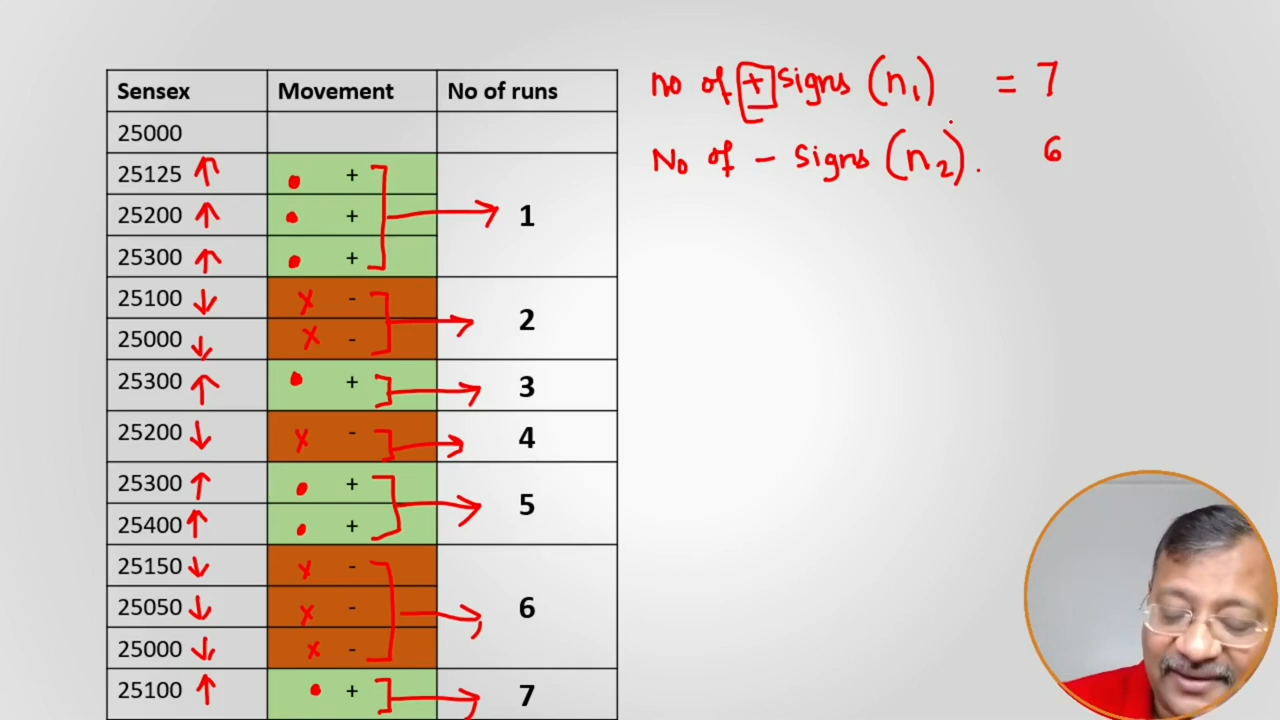 Sensex Movement No of runs
25000
25125 ↑ + 1
25200 ↑ +
25300 ↑ +
25100 ↓ x - 2
25000 ↓ x -
25300 ↑ + 3
25200 ↓ x - 4
25300 ↑ + 5
25400 ↑ +
25150 ↓ x - 6
25050 ↓ x -
25000 ↓ x -
25100 ↑ + 7
No of + signs (n1) = 7
No of - signs (n2). 6